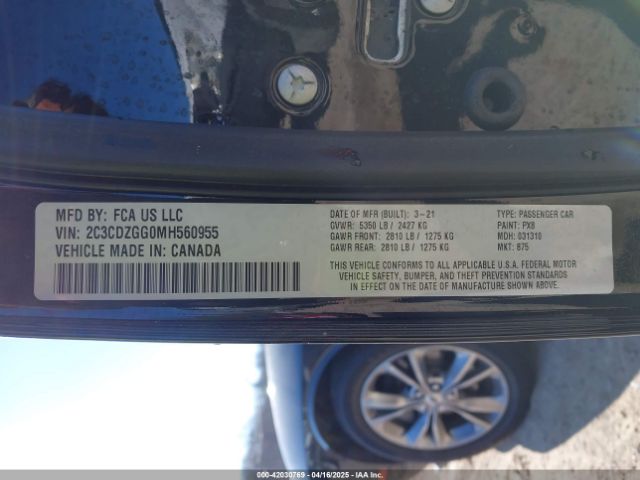 MFD BY: FCA US LLC
VIN: 2C3CDZGG0MH560955
VEHICLE MADE IN: CANADA
DATE OF MFR (BUILT): 3-21
GVWR: 5350 LB / 2427 KG
GAWR FRONT: 2810 LB / 1275 KG
GAWR REAR: 2810 LB / 1275 KG
TYPE: PASSENGER CAR
PAINT: PX8
MDH: 031310
MKT: 875
THIS VEHICLE CONFORMS TO ALL APPLICABLE U.S.A. FEDERAL MOTOR
VEHICLE SAFETY, BUMPER, AND THEFT PREVENTION STANDARDS
IN EFFECT ON THE DATE OF MANUFACTURE SHOWN ABOVE.
000-42030769 - 04/16/2025 - IAAI.COM